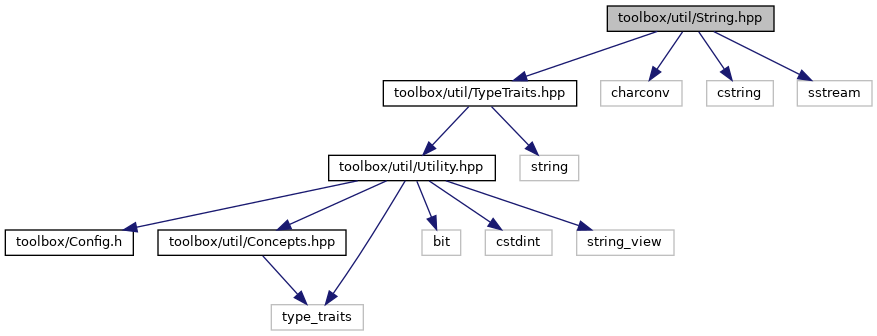 toolbox/util/String.hpp
toolbox/util/TypeTraits.hpp
charconv
cstring
sstream
toolbox/util/Utility.hpp
string
toolbox/Config.h
toolbox/util/Concepts.hpp
bit
cstdint
string_view
type_traits